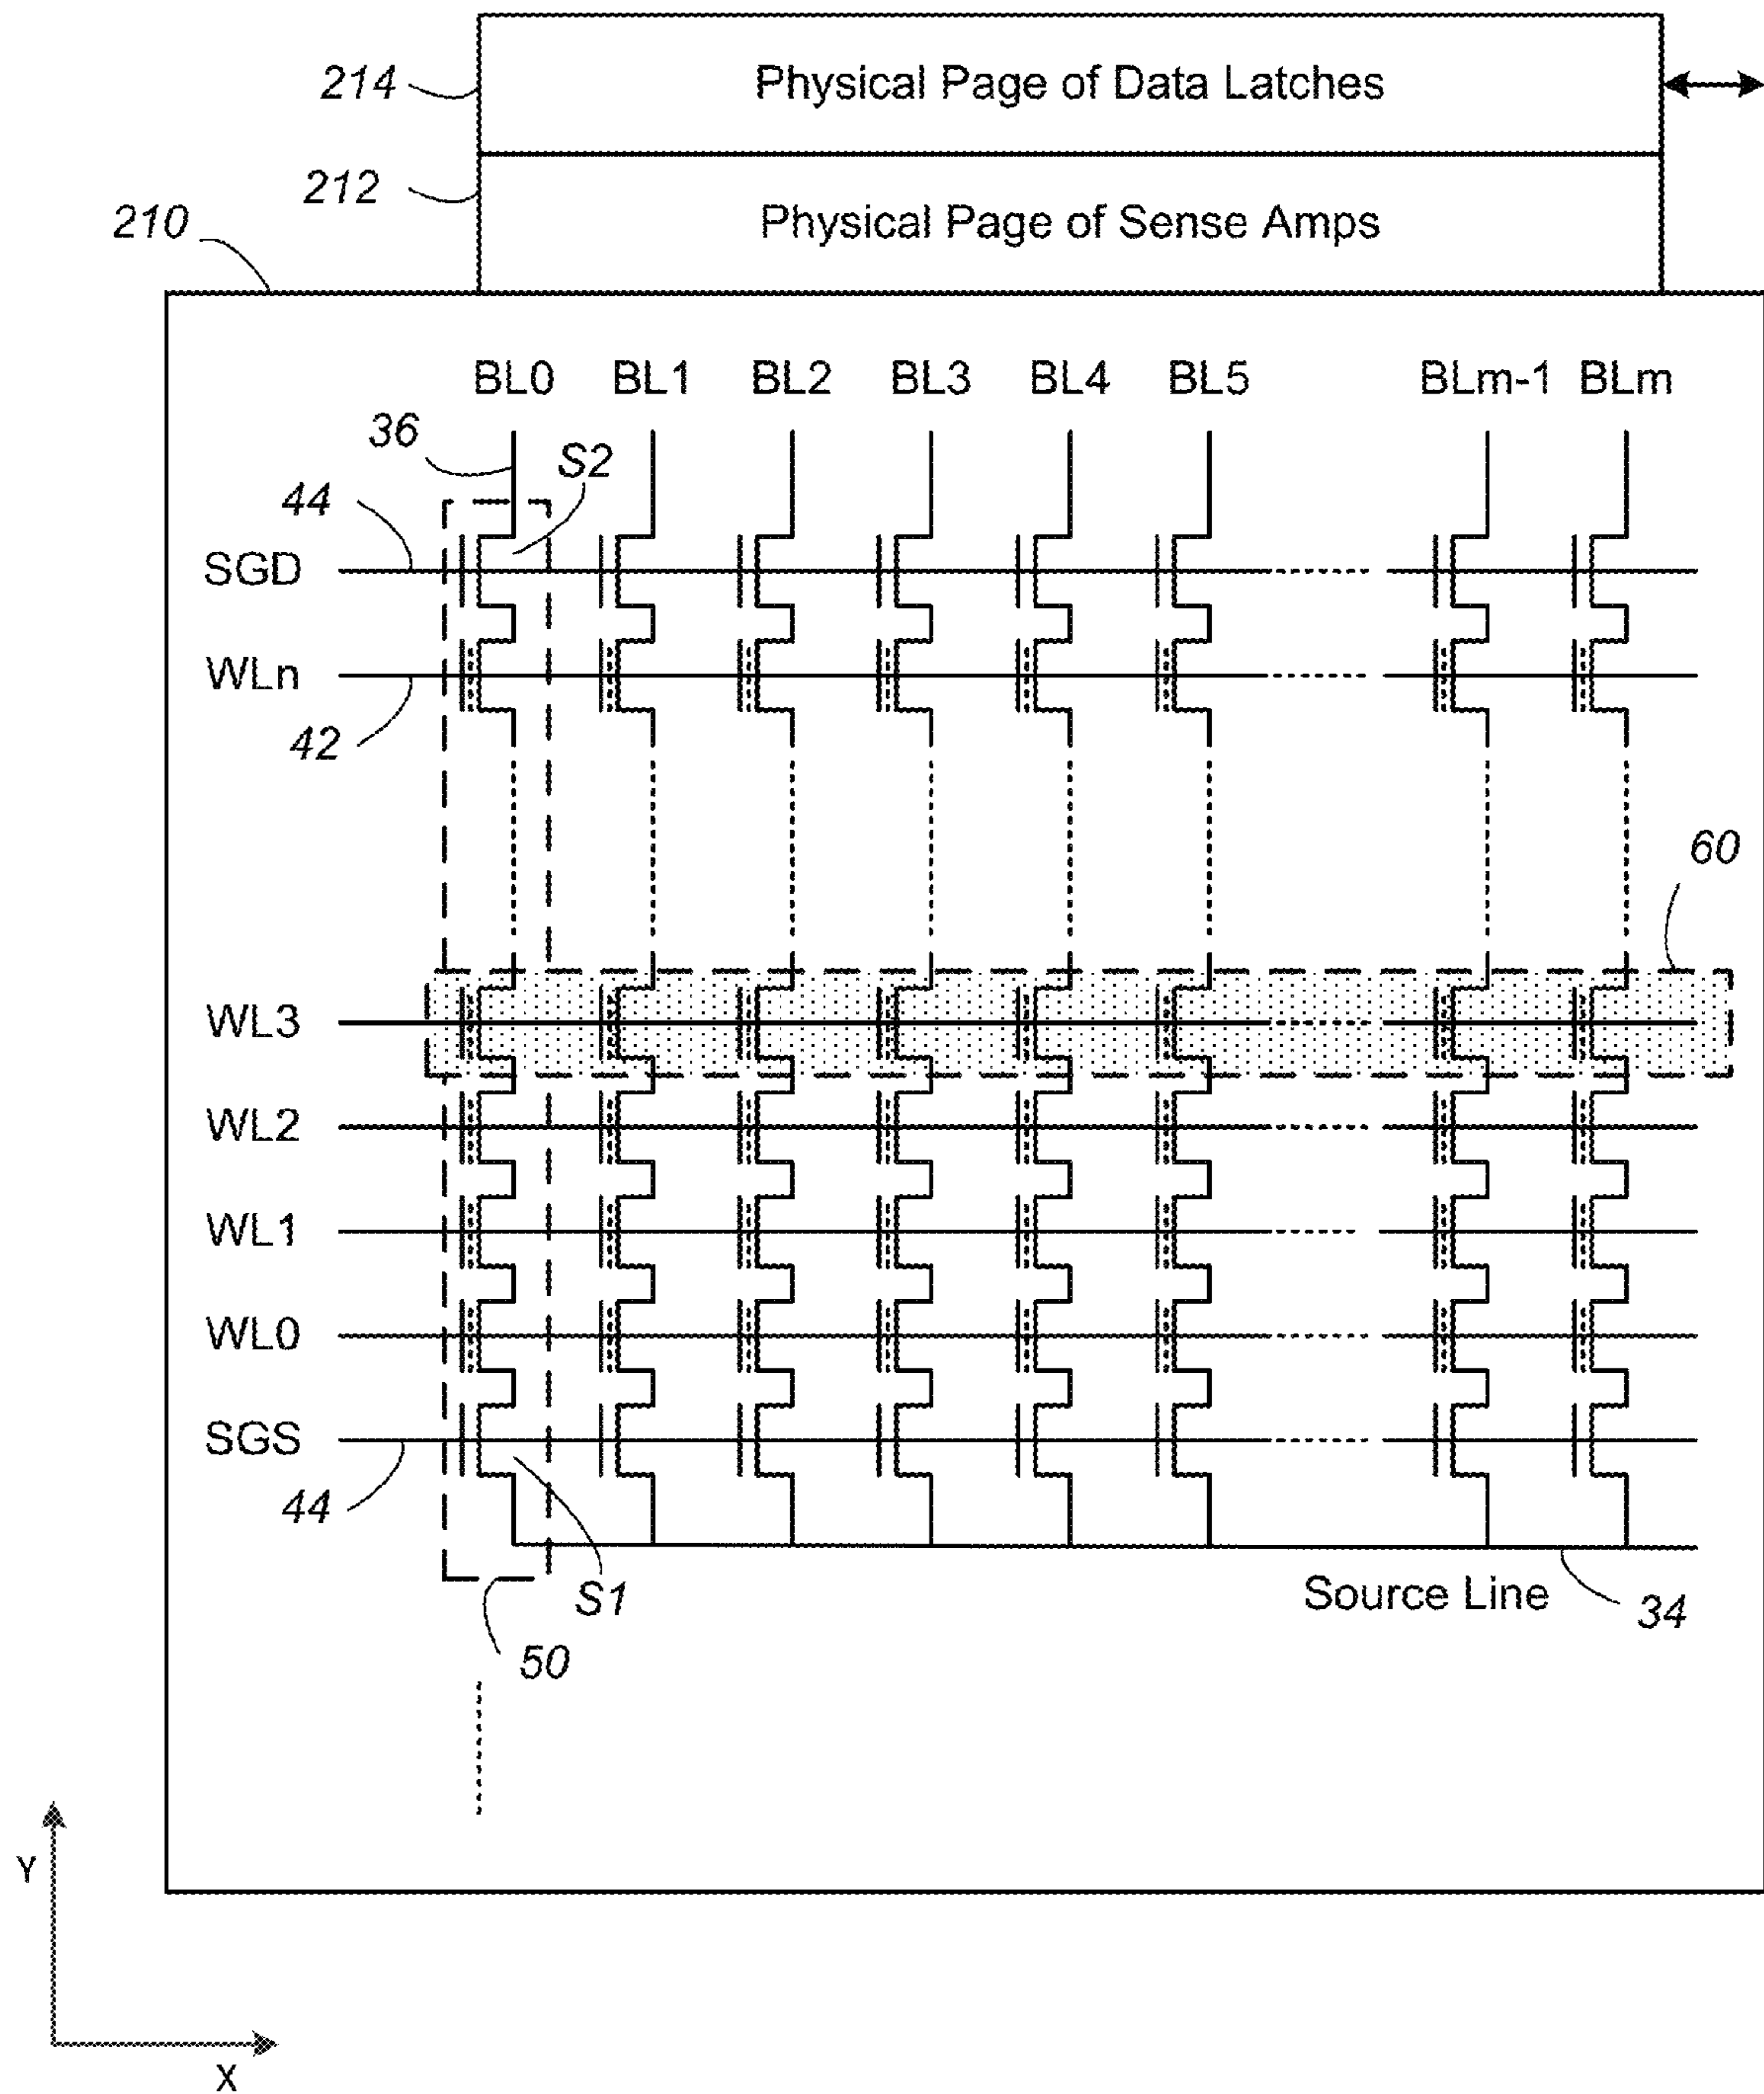 214 Physical Page of Data Latches
212 Physical Page of Sense Amps
210
BL0 BL1 BL2 BL3 BL4 BL5 BLm-1 BLm
36 S2
44
SGD
WLn
42
60
WL3
WL2
WL1
WL0
SGS
44
S1 Source Line 34
50
Y
X